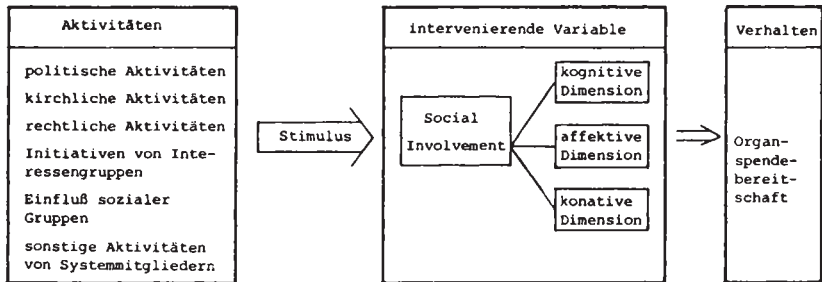 Aktivitäten
politische Aktivitäten
kirchliche Aktivitäten
rechtliche Aktivitäten
Initiativen von Inte-
ressengruppen
Einfluß sozialer
Gruppen
sonstige Aktivitäten
von Systemmitgliedern
Stimulus
intervenierende Variable
Social
Involvement
kognitive
Dimension
affektive
Dimension
konative
Dimension
Verhalten
Organ-
spende-
bereit-
schaft